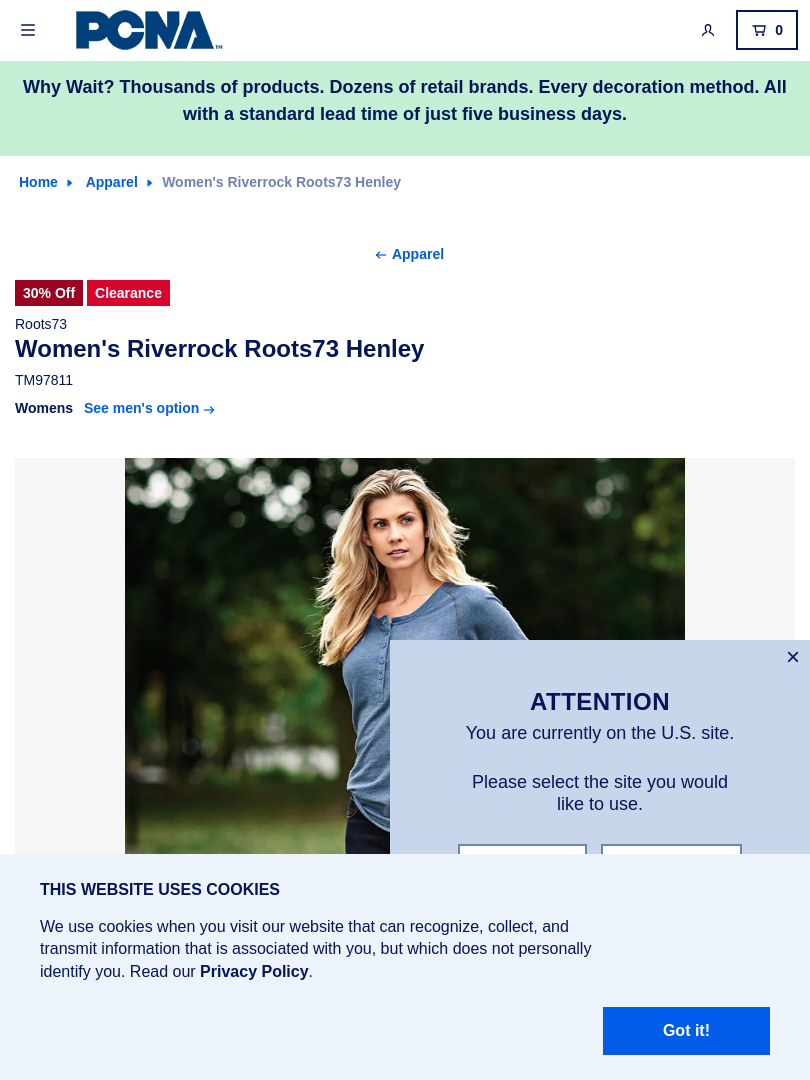 PCNA™
0
Why Wait? Thousands of products. Dozens of retail brands. Every decoration method. All
with a standard lead time of just five business days.
Home Apparel Women's Riverrock Roots73 Henley
Apparel
30% Off Clearance
Roots73
Women's Riverrock Roots73 Henley
TM97811
Womens See men's option
ATTENTION
You are currently on the U.S. site.
Please select the site you would
like to use.
THIS WEBSITE USES COOKIES
We use cookies when you visit our website that can recognize, collect, and
transmit information that is associated with you, but which does not personally
identify you. Read our Privacy Policy.
Got it!